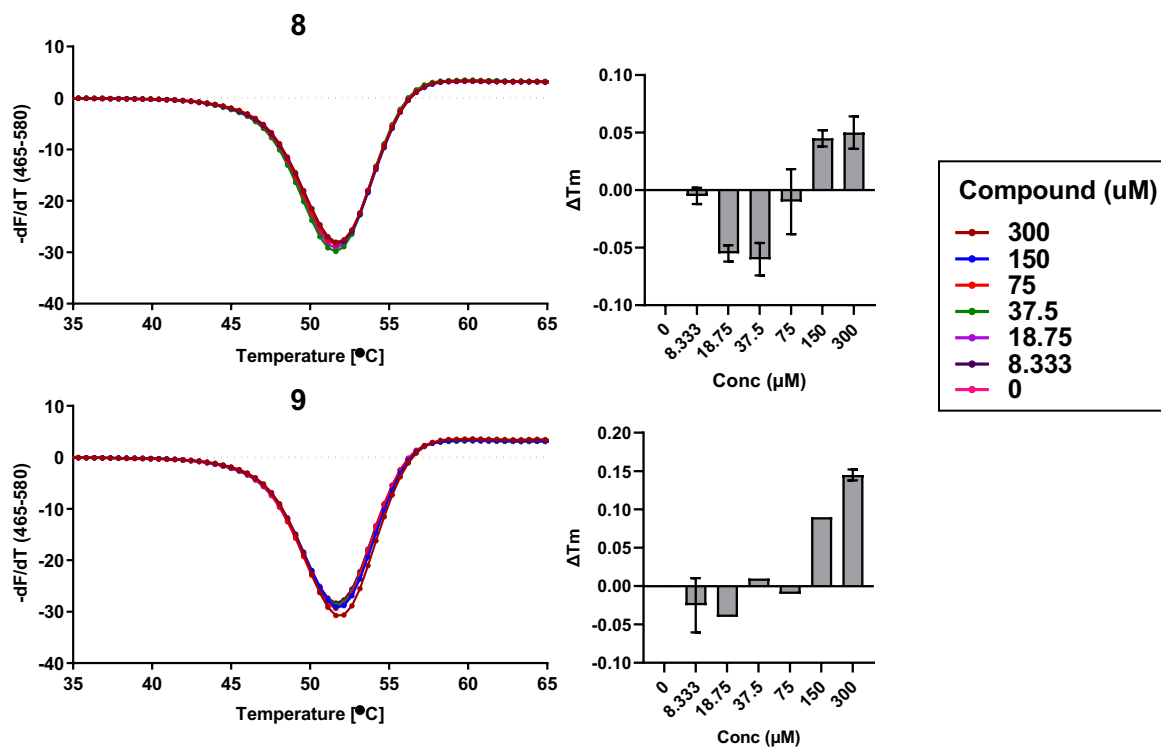 8
10
0
-10
-20
-30
-40
-dF/dT (465-580)
35 40 45 50 55 60 65
Temperature [°C]
0.10
0.05
0.00
-0.05
-0.10
ΔTm
0 8.333 18.75 37.5 75 150 300
Conc (µM)
Compound (uM)
300
150
75
37.5
18.75
8.333
0
9
10
0
-10
-20
-30
-40
-dF/dT (465-580)
35 40 45 50 55 60 65
Temperature [°C]
0.20
0.15
0.10
0.05
0.00
-0.05
-0.10
ΔTm
0 8.333 18.75 37.5 75 150 300
Conc (µM)